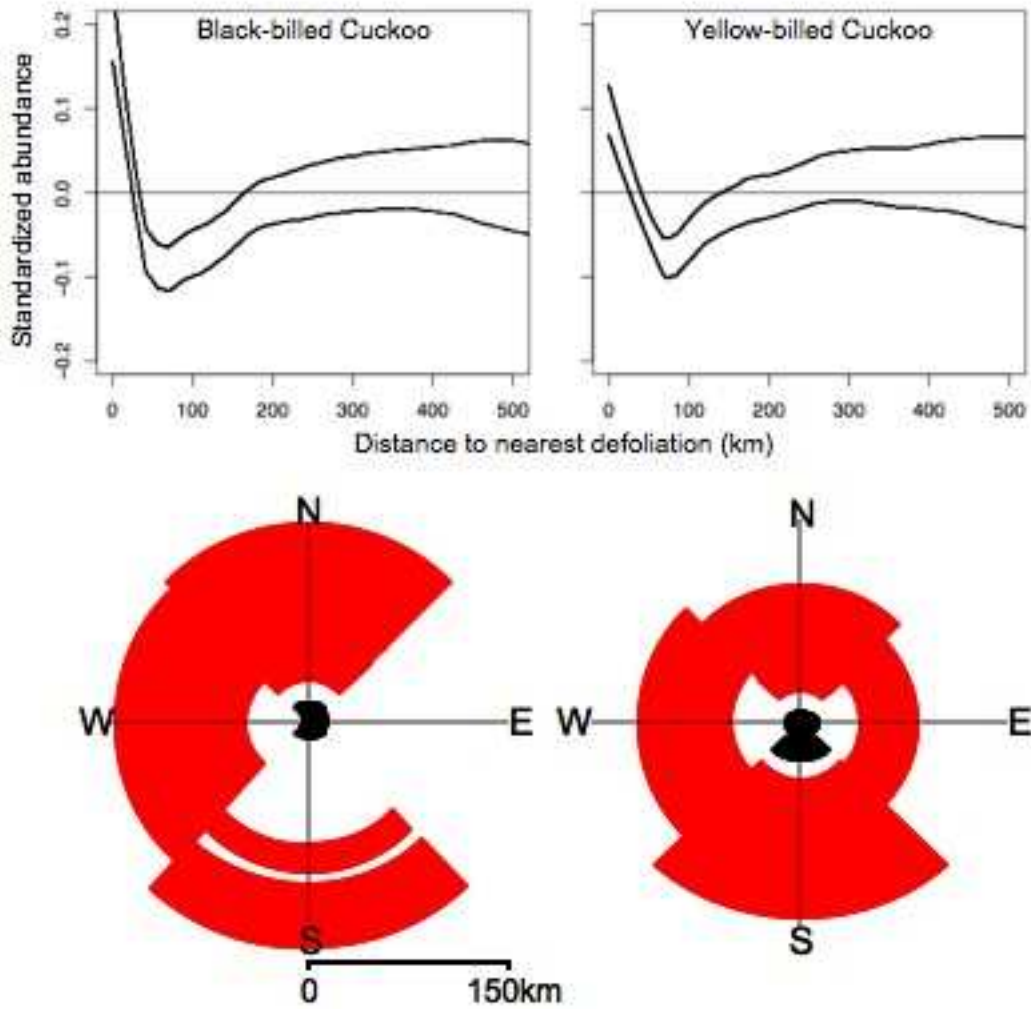 Black-billed Cuckoo
Yellow-billed Cuckoo
Standardized abundance
0.2
0.1
0.0
-0.1
-0.2
0 100 200 300 400 500
0 100 200 300 400 500
Distance to nearest defoliation (km)
N
N
W
E
W
E
S
S
0 150km